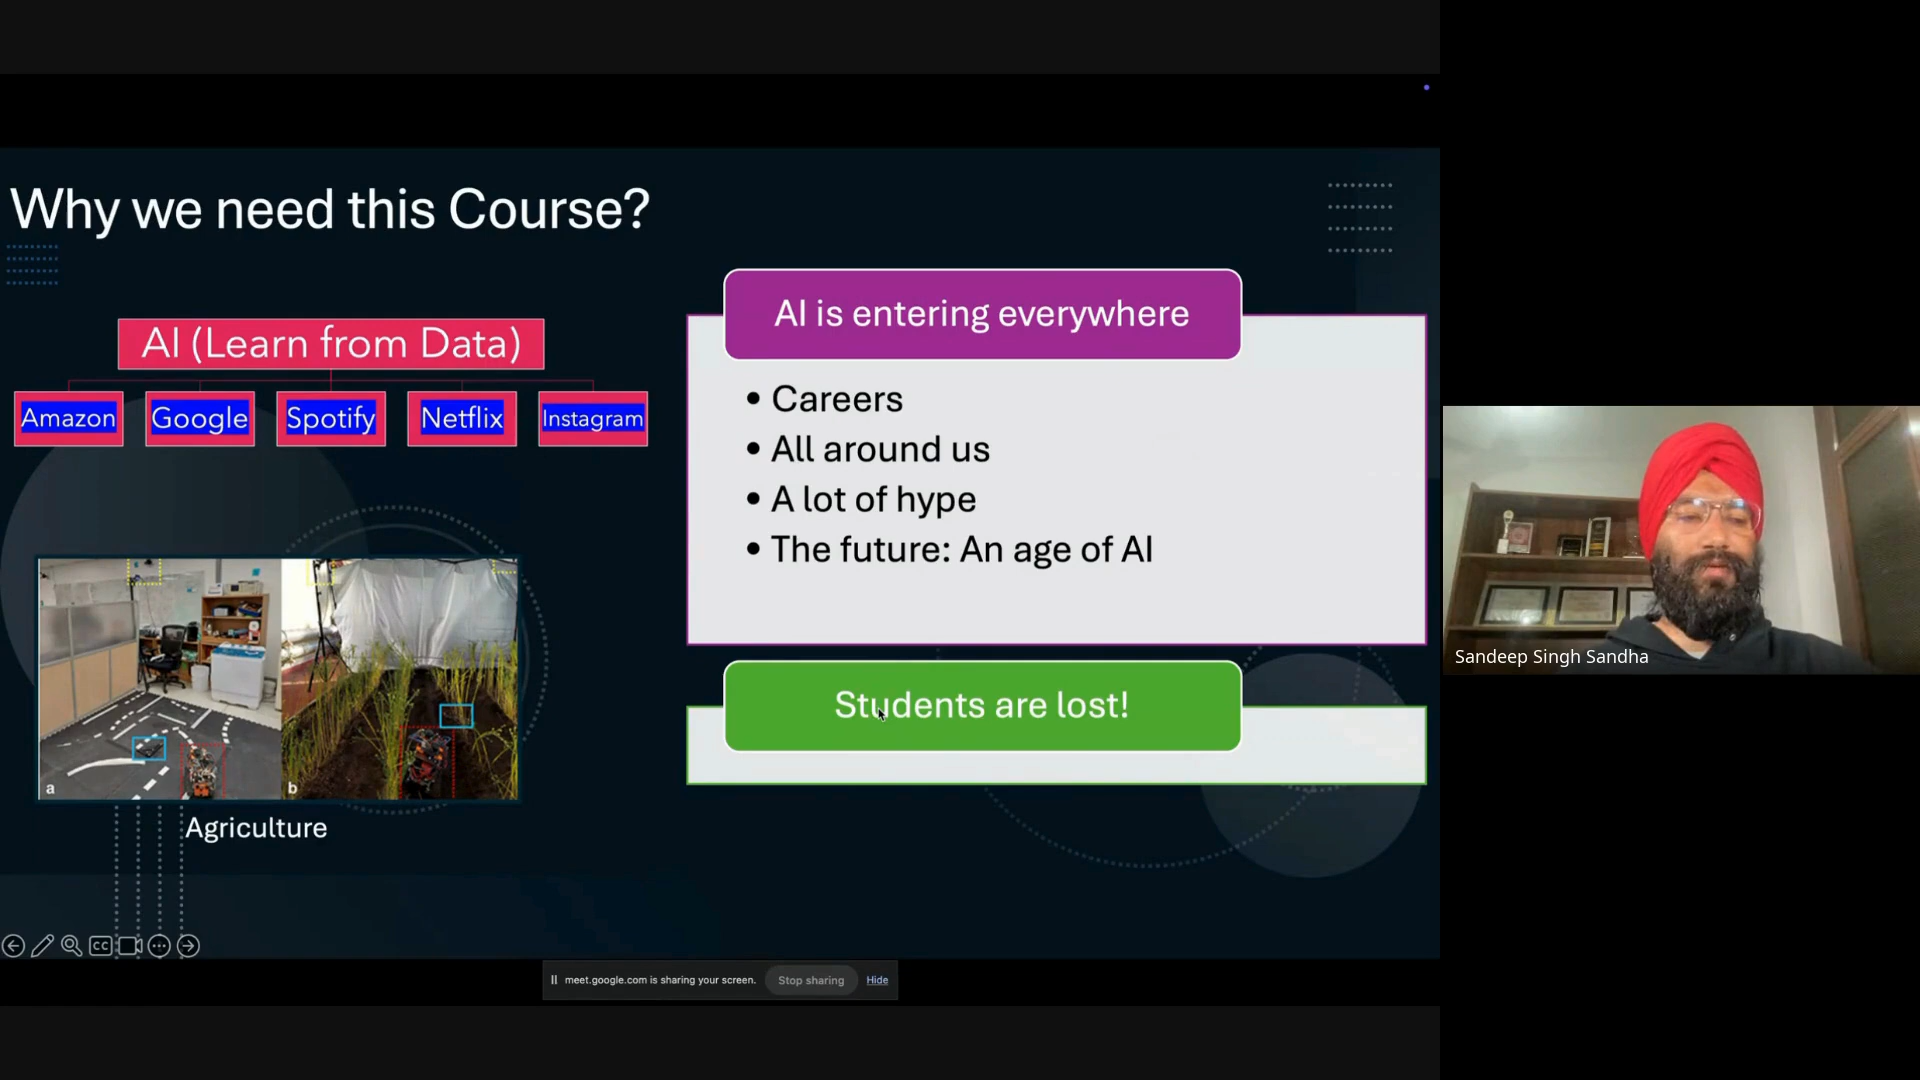 Why we need this Course?
AI (Learn from Data)
Amazon Google Spotify Netflix Instagram
a b
Agriculture
AI is entering everywhere
• Careers
• All around us
• A lot of hype
• The future: An age of AI
Students are lost!
Sandeep Singh Sandha
CC
meet.google.com is sharing your screen. Stop sharing Hide